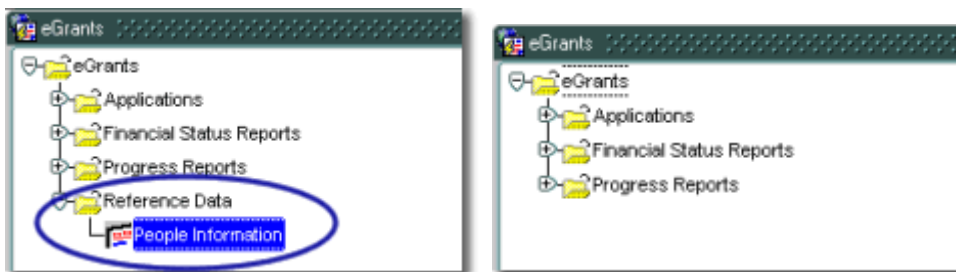 eGrants
eGrants
Applications
Financial Status Reports
Progress Reports
Reference Data
People Information
eGrants
eGrants
Applications
Financial Status Reports
Progress Reports